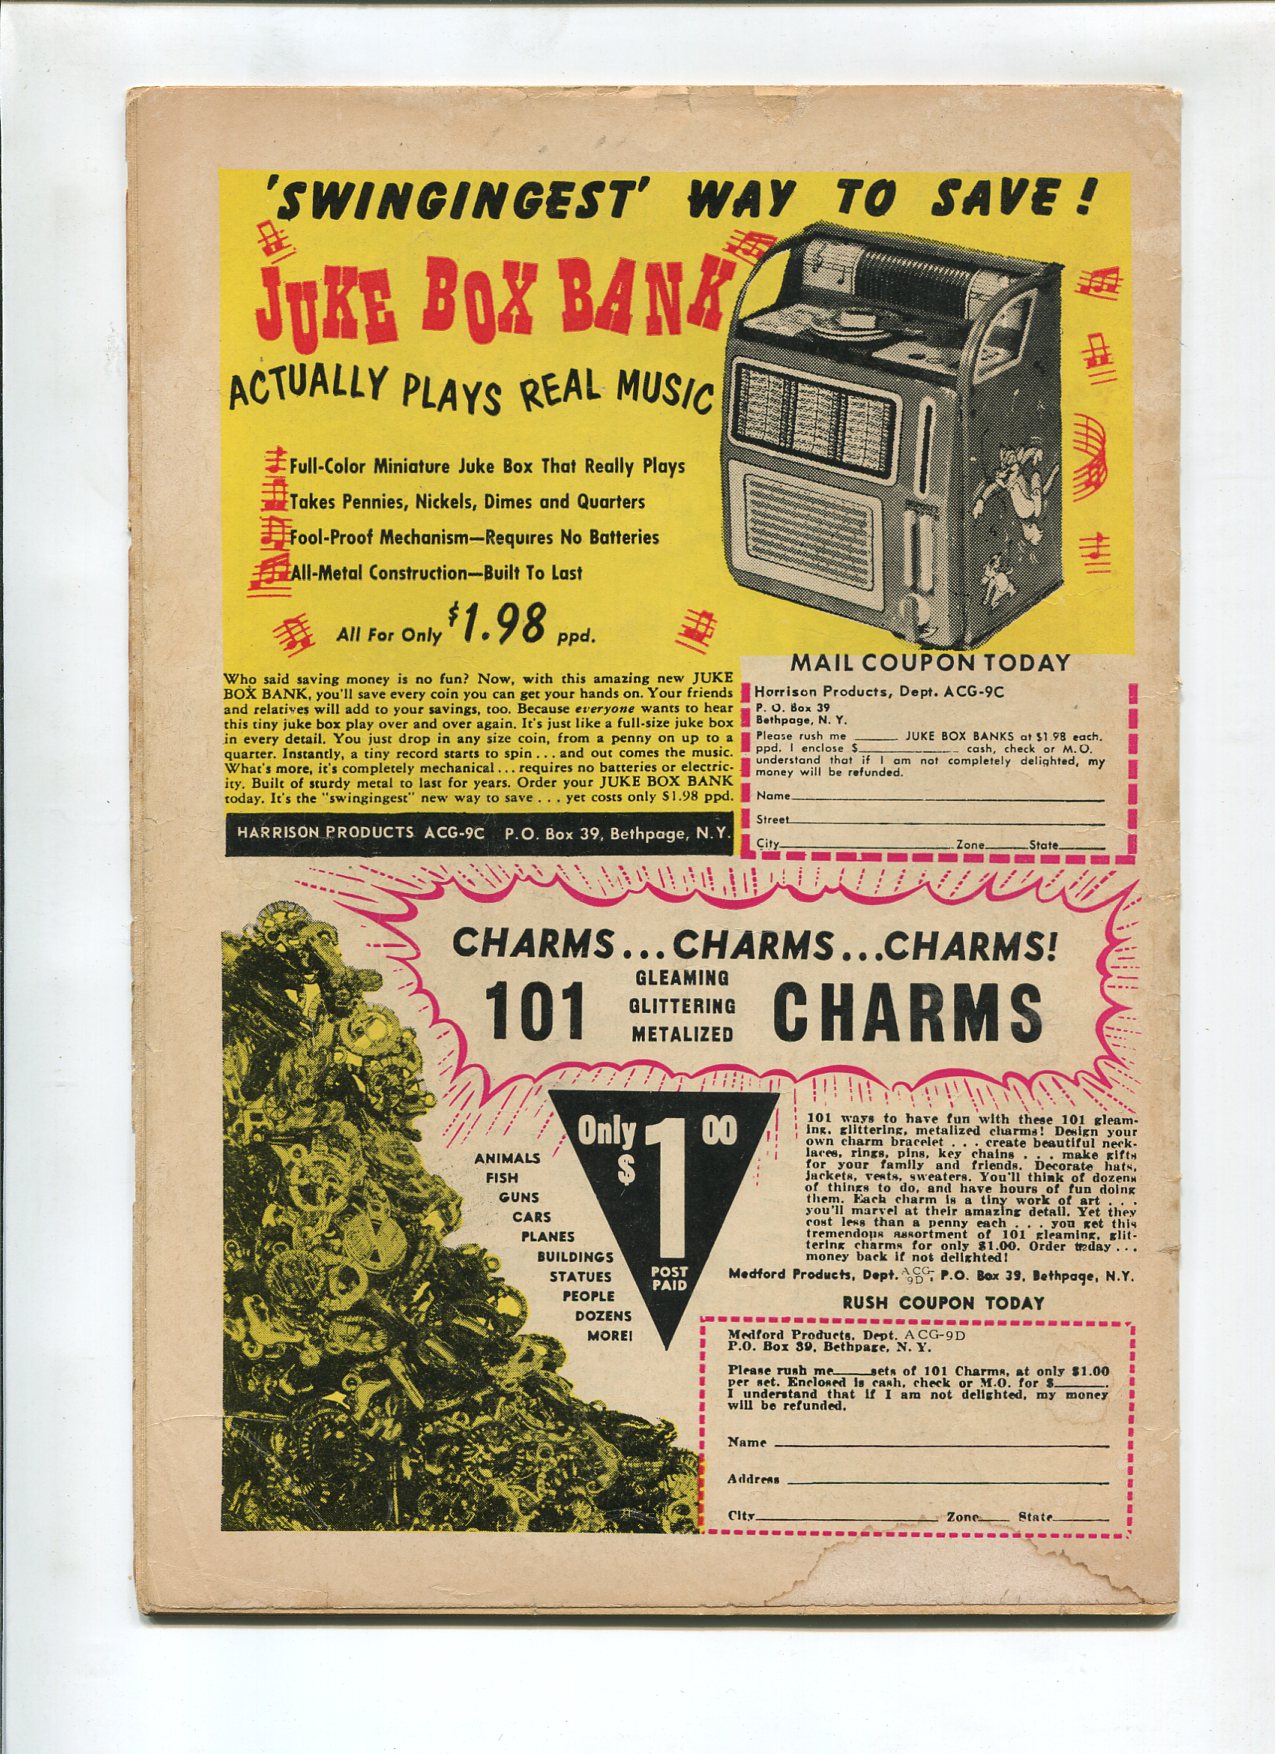 'SWINGINGEST' WAY TO SAVE!
JUKE BOX BANK
ACTUALLY PLAYS REAL MUSIC
Full-Color Miniature Juke Box That Really Plays
Takes Pennies, Nickels, Dimes and Quarters
Fool-Proof Mechanism—Requires No Batteries
All-Metal Construction—Built To Last
All For Only $1.98 ppd.
Who said saving money is no fun? Now, with this amazing new JUKE
BOX BANK, you'll save every coin you can get your hands on. Your friends
and relatives will add to your savings, too. Because everyone wants to hear
this tiny juke box play over and over again. It's just like a full-size juke box
in every detail. You just drop in any size coin, from a penny on up to a
quarter. Instantly, a tiny record starts to spin . . . and out comes the music.
What's more, it's completely mechanical . . . requires no batteries or electric-
ity. Built of sturdy metal to last for years. Order your JUKE BOX BANK
today. It's the "swingingest" new way to save . . . yet costs only $1.98 ppd.
HARRISON PRODUCTS ACG-9C P.O. Box 39, Bethpage, N.Y.
MAIL COUPON TODAY
Harrison Products, Dept. ACG-9C
P. O. Box 39
Bethpage, N. Y.
Please rush me ______ JUKE BOX BANKS at $1.98 each.
ppd. I enclose $______________ cash, check or M.O.
understand that if I am not completely delighted, my
money will be refunded.
Name
Street
City Zone State
CHARMS...CHARMS...CHARMS!
101 GLEAMING GLITTERING METALIZED CHARMS
Only $1.00 POST PAID
ANIMALS
FISH
GUNS
CARS
PLANES
BUILDINGS
STATUES
PEOPLE
DOZENS
MORE!
101 ways to have fun with these 101 gleam-
ing, glittering, metalized charms! Design your
own charm bracelet . . . create beautiful neck-
laces, rings, pins, key chains . . . make gifts
for your family and friends. Decorate hats,
jackets, vests, sweaters. You'll think of dozens
of things to do, and have hours of fun doing
them. Each charm is a tiny work of art . . .
you'll marvel at their amazing detail. Yet they
cost less than a penny each . . . you get this
tremendous assortment of 101 gleaming, glit-
tering charms for only $1.00. Order today . . .
money back if not delighted!
Medford Products, Dept. ACG-9D, P.O. Box 39, Bethpage, N.Y.
RUSH COUPON TODAY
Medford Products, Dept. ACG-9D
P.O. Box 39, Bethpage, N. Y.
Please rush me_____sets of 101 Charms, at only $1.00
per set. Enclosed is cash, check or M.O. for $_______.
I understand that if I am not delighted, my money
will be refunded.
Name
Address
City Zone State